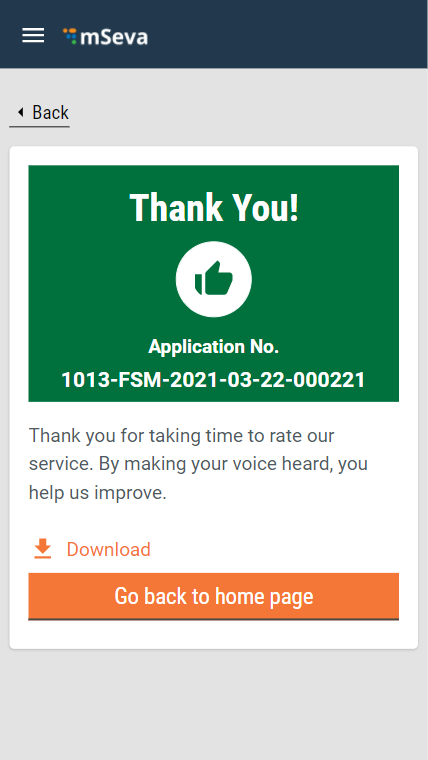 mSeva
Back
Thank You!
Application No.
1013-FSM-2021-03-22-000221
Thank you for taking time to rate our
service. By making your voice heard, you
help us improve.
Download
Go back to home page